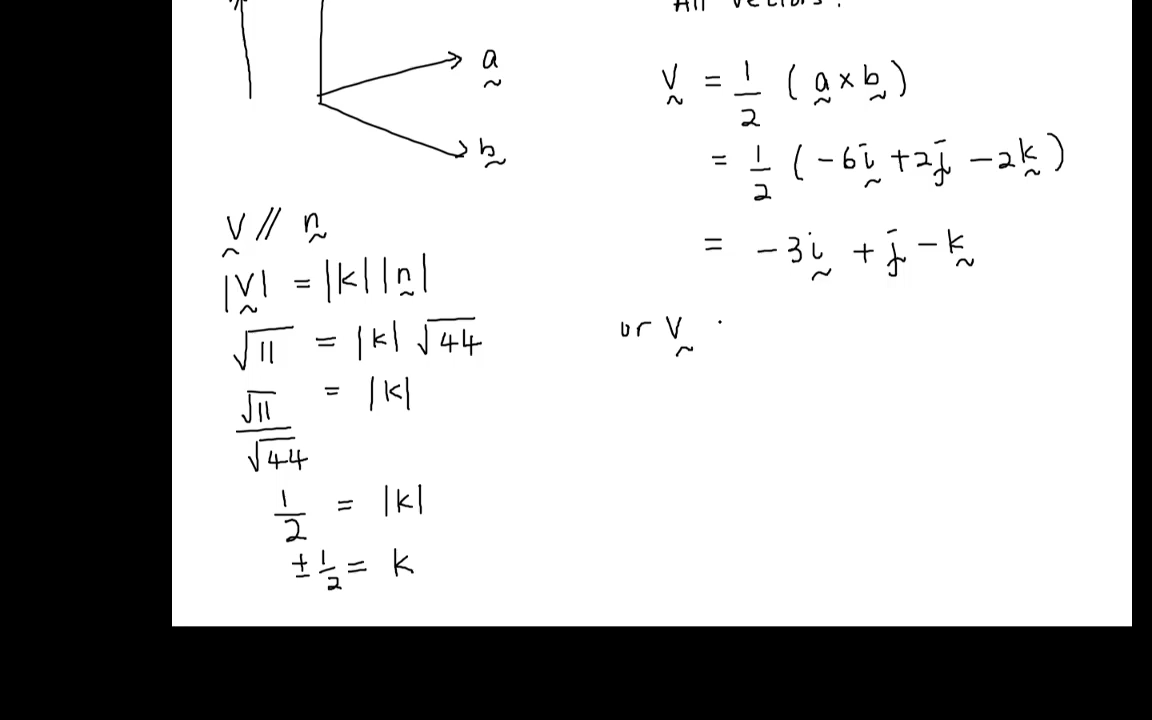 All vectors:
a
b
v // n
|v| = |k| |n|
√11 = |k| √44
√11/√44 = |k|
1/2 = |k|
± 1/2 = k
v = 1/2 ( a × b )
= 1/2 ( -6i + 2j - 2k )
= -3i + j - k
or v